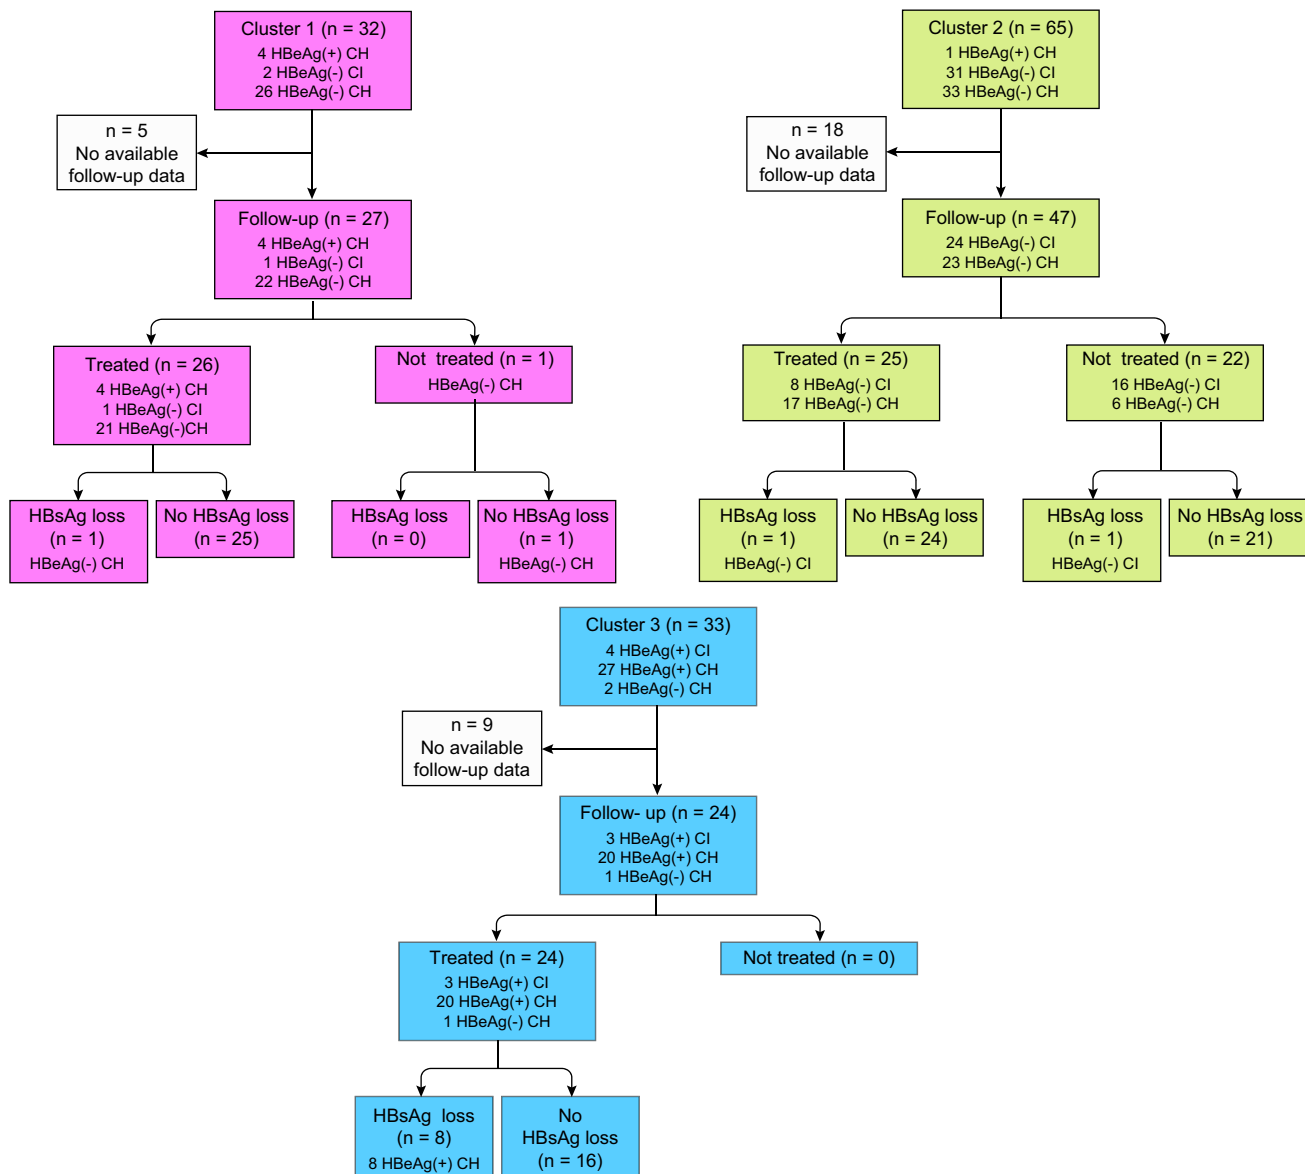 Cluster 1 (n = 32)
4 HBeAg(+) CH
2 HBeAg(-) CI
26 HBeAg(-) CH
n = 5
No available
follow-up data
Follow-up (n = 27)
4 HBeAg(+) CH
1 HBeAg(-) CI
22 HBeAg(-) CH
Treated (n = 26)
4 HBeAg(+) CH
1 HBeAg(-) CI
21 HBeAg(-)CH
Not treated (n = 1)
HBeAg(-) CH
HBsAg loss
(n = 1)
HBeAg(-) CH
No HBsAg loss
(n = 25)
HBsAg loss
(n = 0)
No HBsAg loss
(n = 1)
HBeAg(-) CH
Cluster 2 (n = 65)
1 HBeAg(+) CH
31 HBeAg(-) CI
33 HBeAg(-) CH
n = 18
No available
follow-up data
Follow-up (n = 47)
24 HBeAg(-) CI
23 HBeAg(-) CH
Treated (n = 25)
8 HBeAg(-) CI
17 HBeAg(-) CH
Not treated (n = 22)
16 HBeAg(-) CI
6 HBeAg(-) CH
HBsAg loss
(n = 1)
HBeAg(-) CI
No HBsAg loss
(n = 24)
HBsAg loss
(n = 1)
HBeAg(-) CI
No HBsAg loss
(n = 21)
Cluster 3 (n = 33)
4 HBeAg(+) CI
27 HBeAg(+) CH
2 HBeAg(-) CH
n = 9
No available
follow-up data
Follow- up (n = 24)
3 HBeAg(+) CI
20 HBeAg(+) CH
1 HBeAg(-) CH
Treated (n = 24)
3 HBeAg(+) CI
20 HBeAg(+) CH
1 HBeAg(-) CH
Not treated (n = 0)
HBsAg loss
(n = 8)
8 HBeAg(+) CH
No
HBsAg loss
(n = 16)